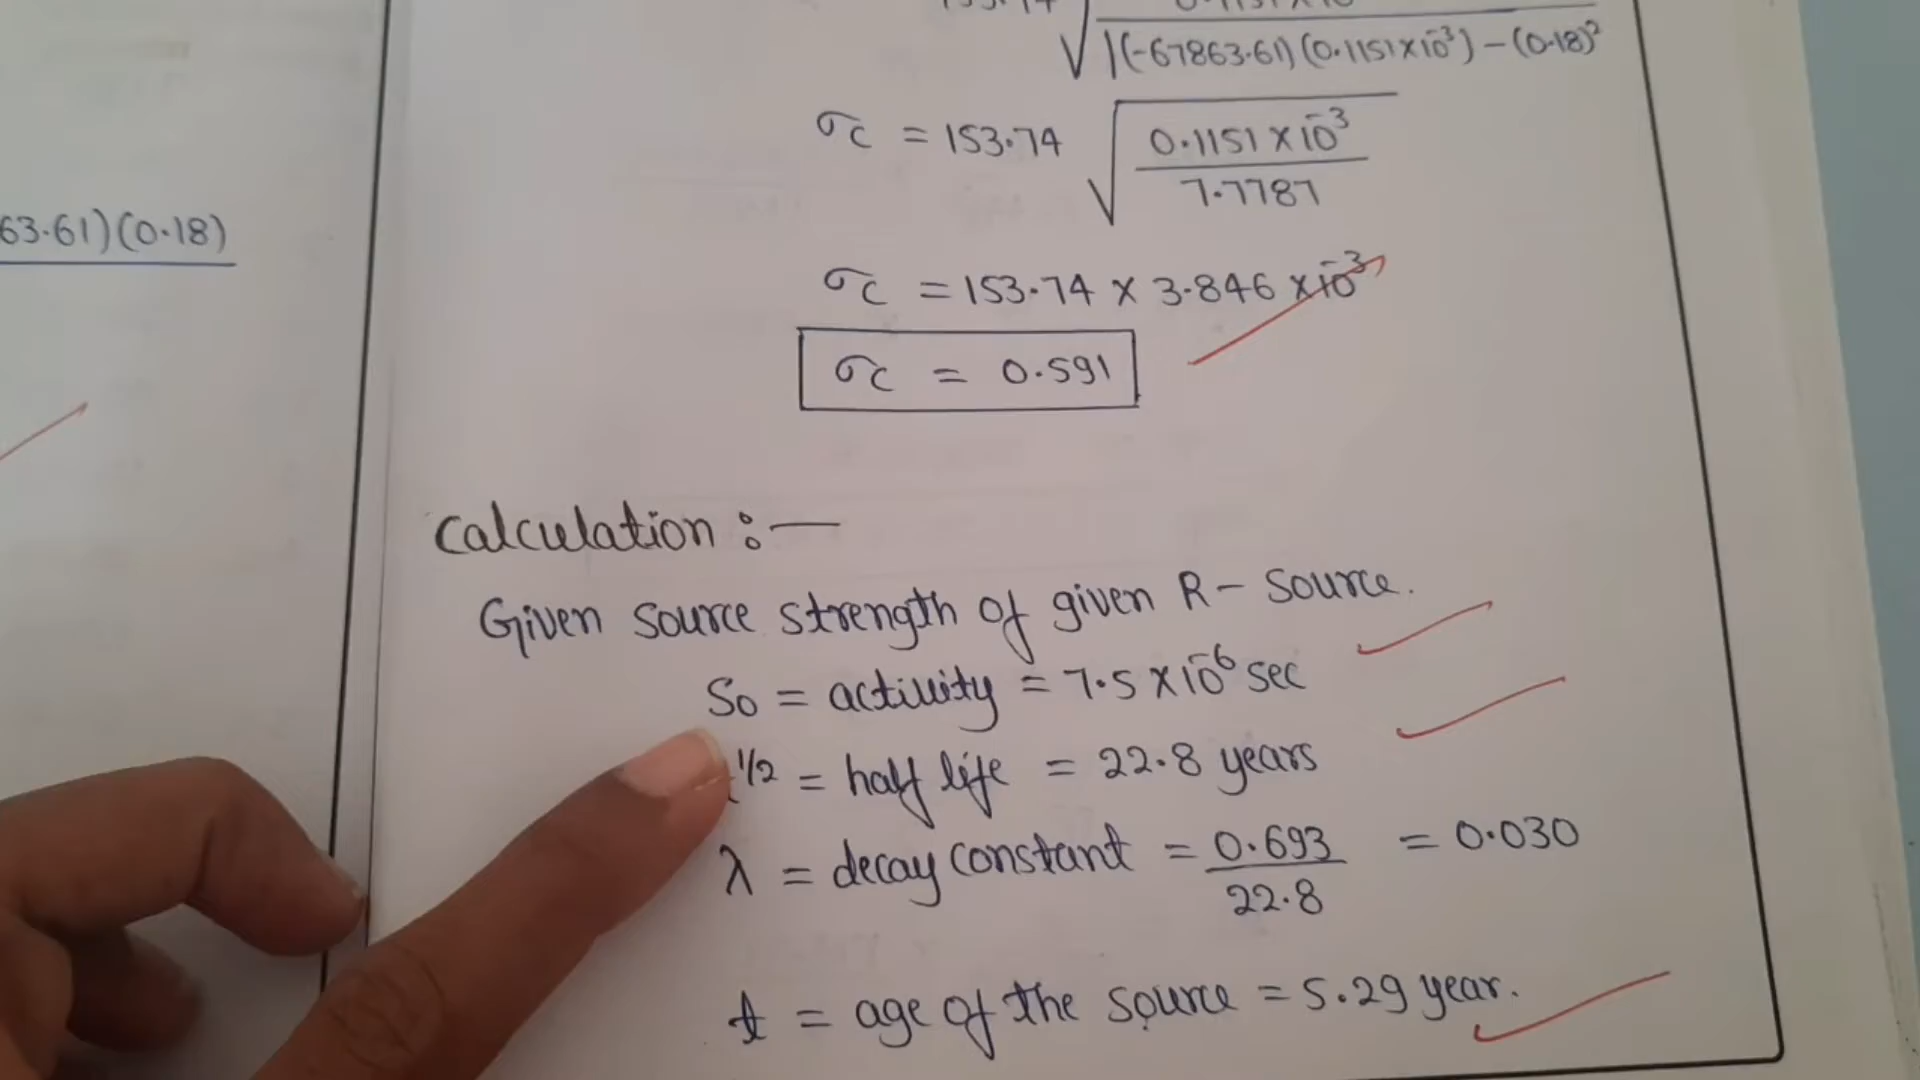 √|(-67863.61)(0.1151×10⁻³) - (0.18)²
63.61)(0.18)
σc = 153.74 √0.1151 × 10⁻³ / 7.7787
σc = 153.74 × 3.846 × 10⁻³
σc = 0.591
Calculation :—
Given source strength of given R - source.
So = activity = 7.5 × 10⁻⁶ sec
1/2 = half life = 22.8 years
λ = decay constant = 0.693 / 22.8 = 0.030
t = age of the source = 5.29 year.